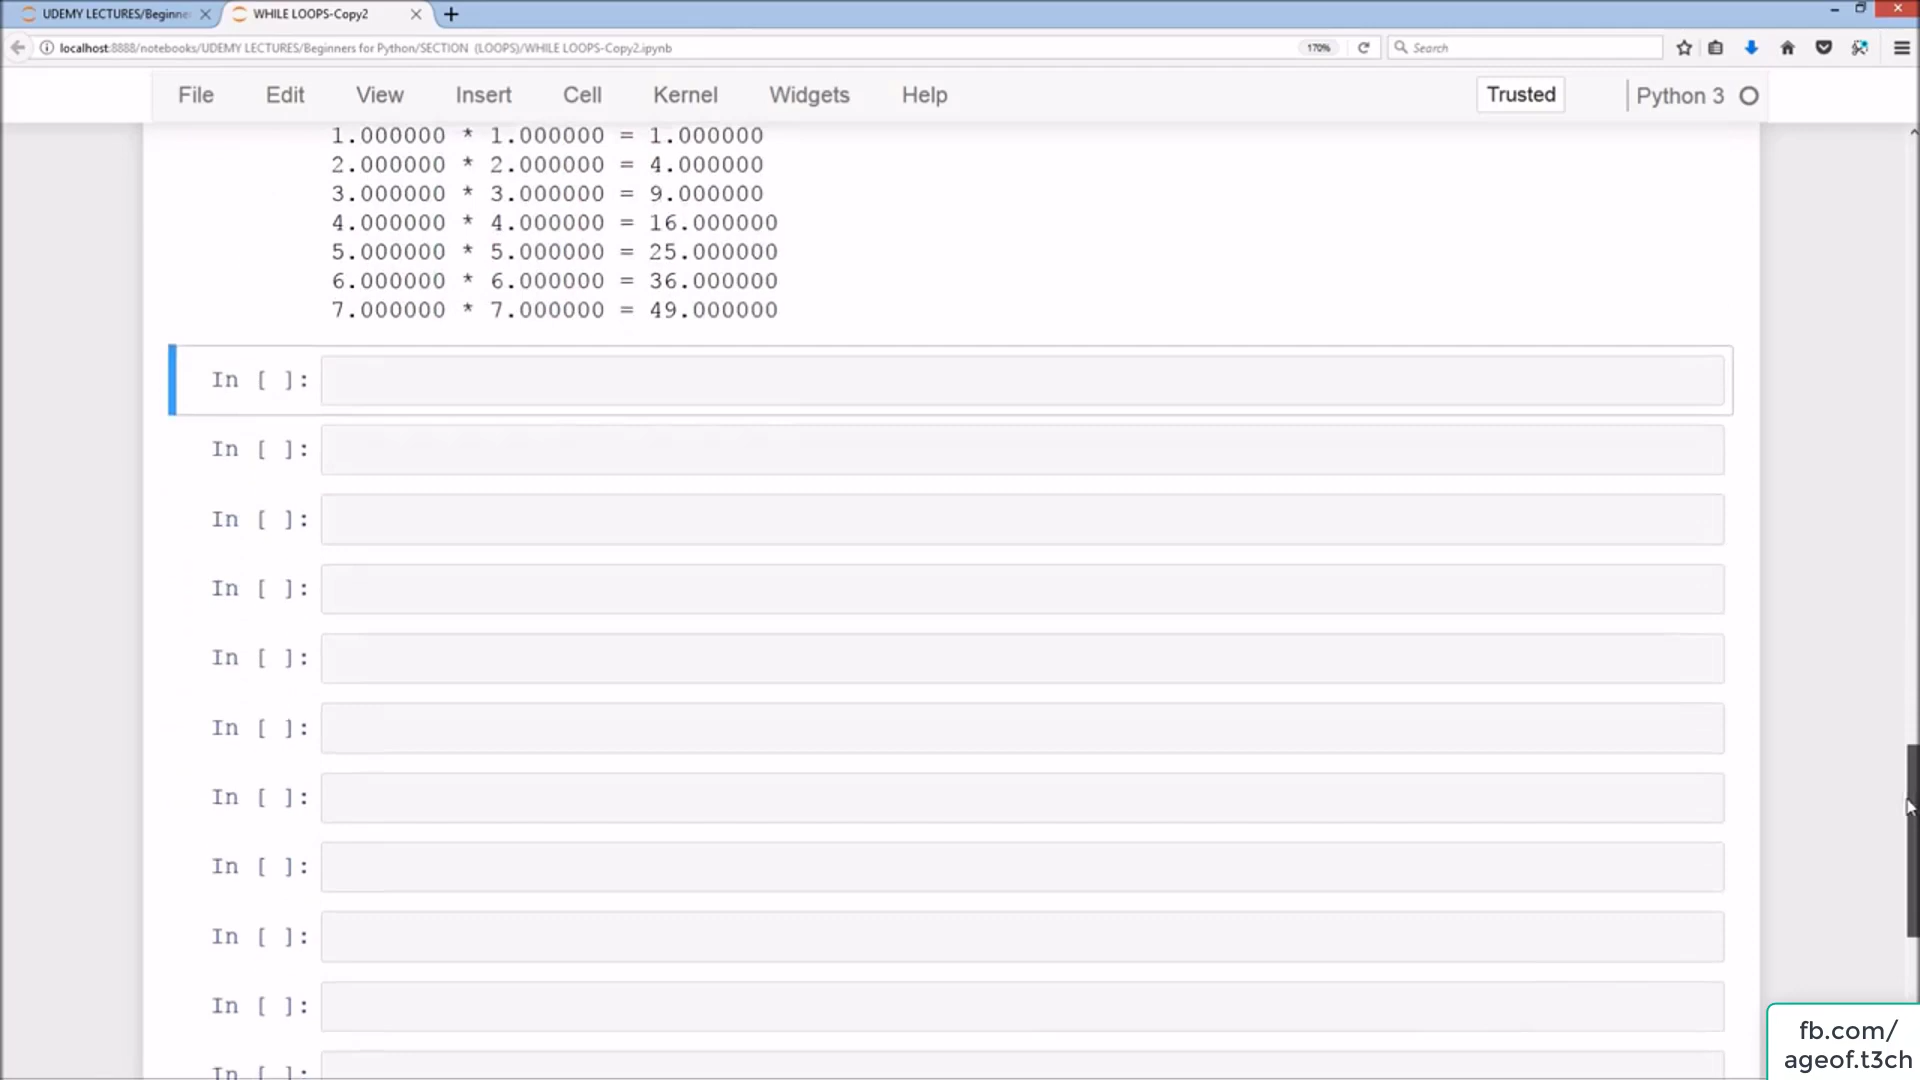 UDEMY LECTURES/Beginne
WHILE LOOPS-Copy2
localhost:8888/notebooks/UDEMY LECTURES/Beginners for Python/SECTION (LOOPS)/WHILE LOOPS-Copy2.ipynb
170%
Search
File Edit View Insert Cell Kernel Widgets Help
Trusted
Python 3
1.000000 * 1.000000 = 1.000000
2.000000 * 2.000000 = 4.000000
3.000000 * 3.000000 = 9.000000
4.000000 * 4.000000 = 16.000000
5.000000 * 5.000000 = 25.000000
6.000000 * 6.000000 = 36.000000
7.000000 * 7.000000 = 49.000000
In [ ]:
In [ ]:
In [ ]:
In [ ]:
In [ ]:
In [ ]:
In [ ]:
In [ ]:
In [ ]:
In [ ]:
In [ ]:
fb.com/
ageof.t3ch